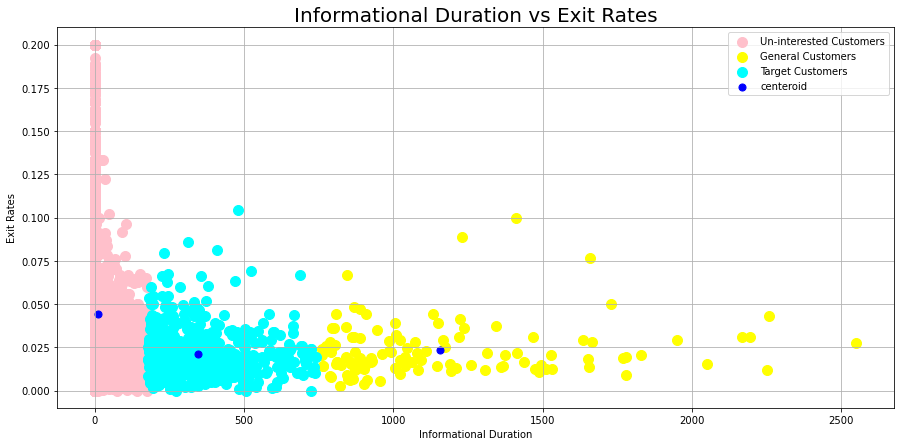 Informational Duration vs Exit Rates
Un-interested Customers
General Customers
Target Customers
centeroid
0.200
0.175
0.150
0.125
0.100
0.075
0.050
0.025
0.000
Exit Rates
0
500
1000
1500
2000
2500
Informational Duration